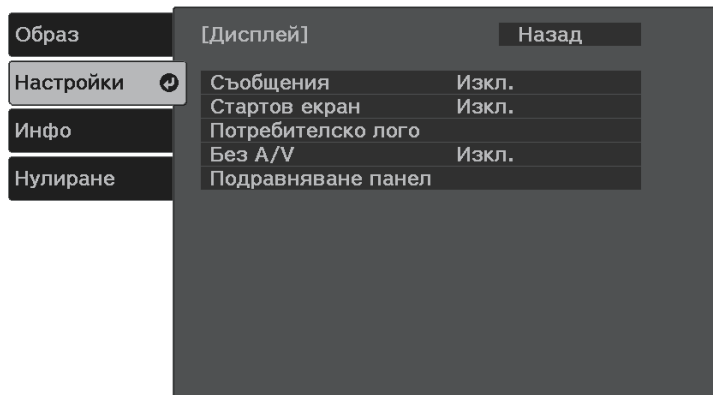 Образ
Настройки
Инфо
Нулиране
[Дисплей] Назад
Съобщения Изкл.
Стартов екран Изкл.
Потребителско лого
Без A/V Изкл.
Подравняване панел